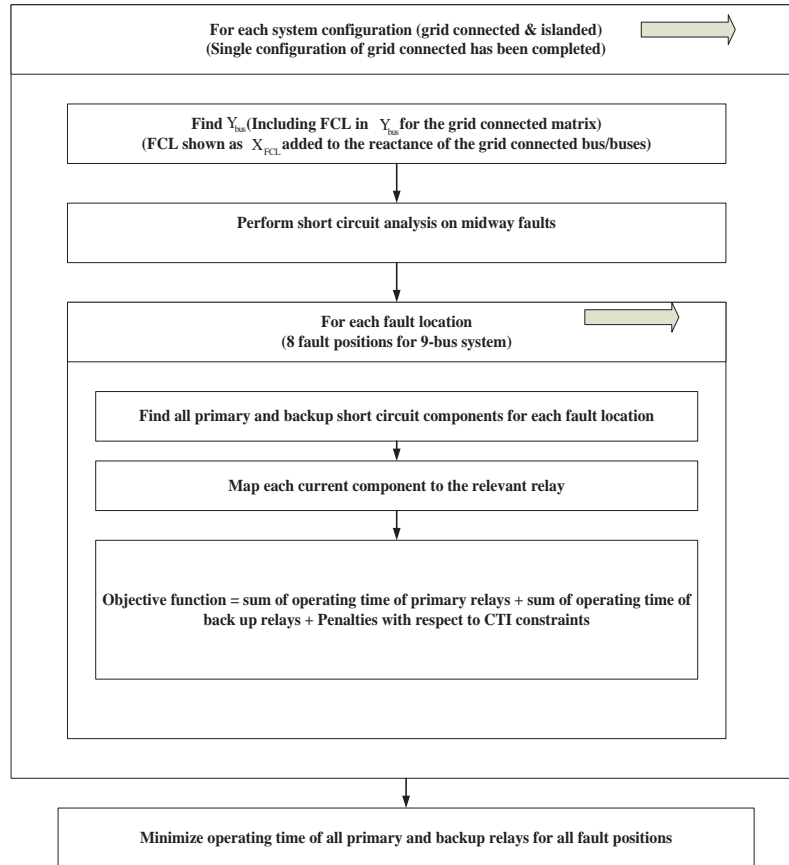 For each system configuration (grid connected & islanded)
(Single configuration of grid connected has been completed)
Find Ybus(Including FCL in Ybus for the grid connected matrix)
(FCL shown as XFCL added to the reactance of the grid connected bus/buses)
Perform short circuit analysis on midway faults
For each fault location
(8 fault positions for 9-bus system)
Find all primary and backup short circuit components for each fault location
Map each current component to the relevant relay
Objective function = sum of operating time of primary relays + sum of operating time of
back up relays + Penalties with respect to CTI constraints
Minimize operating time of all primary and backup relays for all fault positions